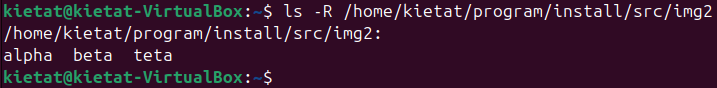 kietat@kietat-VirtualBox:~$ ls -R /home/kietat/program/install/src/img2
/home/kietat/program/install/src/img2:
alpha  beta  teta
kietat@kietat-VirtualBox:~$